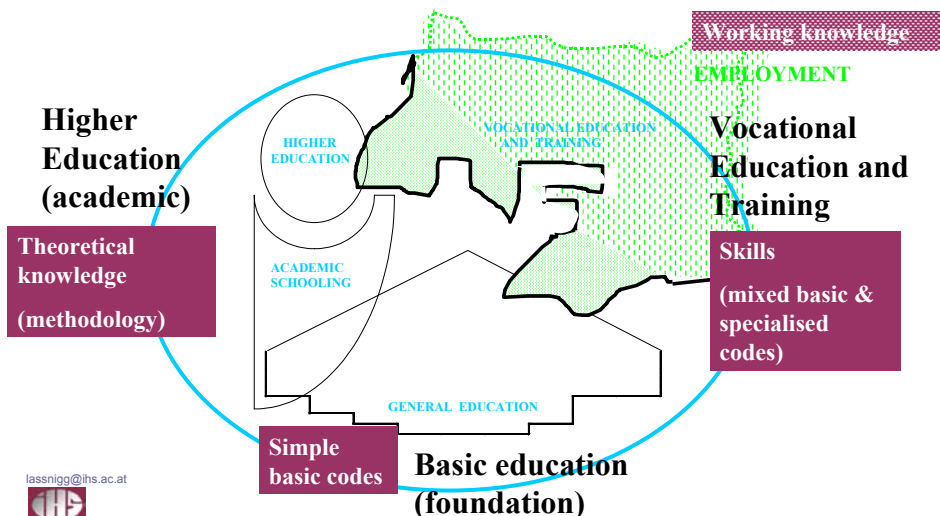 Working knowledge
EMPLOYMENT
Higher
Education
(academic)
HIGHER
EDUCATION
VOCATIONAL EDUCATION
AND TRAINING
Vocational
Education and
Training
Theoretical
knowledge
(methodology)
ACADEMIC
SCHOOLING
Skills
(mixed basic &
specialised
codes)
GENERAL EDUCATION
Simple
basic codes
Basic education
(foundation)
lassnigg@ihs.ac.at
IHS